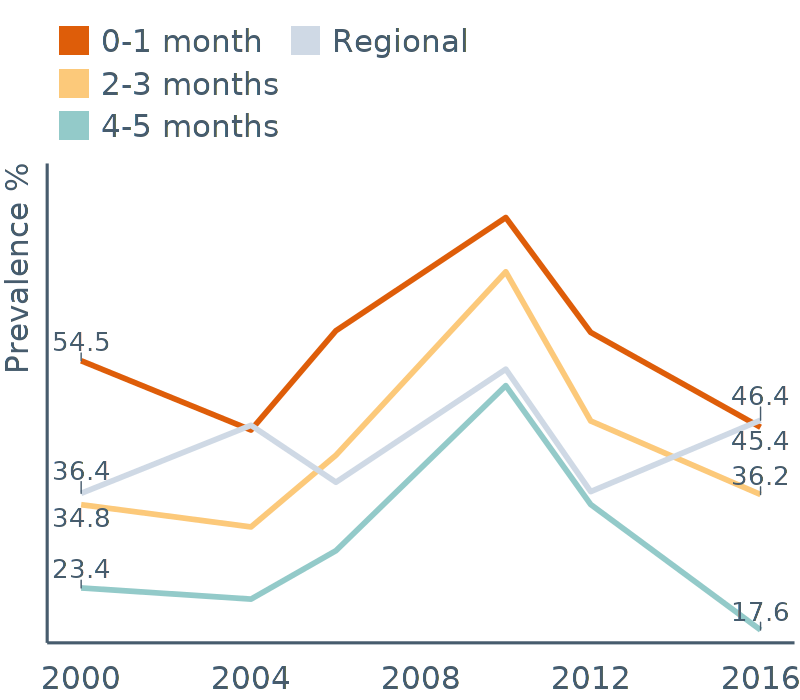 0-1 month
Regional
2-3 months
4-5 months
Prevalence %
54.5
36.4
34.8
23.4
46.4
45.4
36.2
17.6
2000 2004 2008 2012 2016